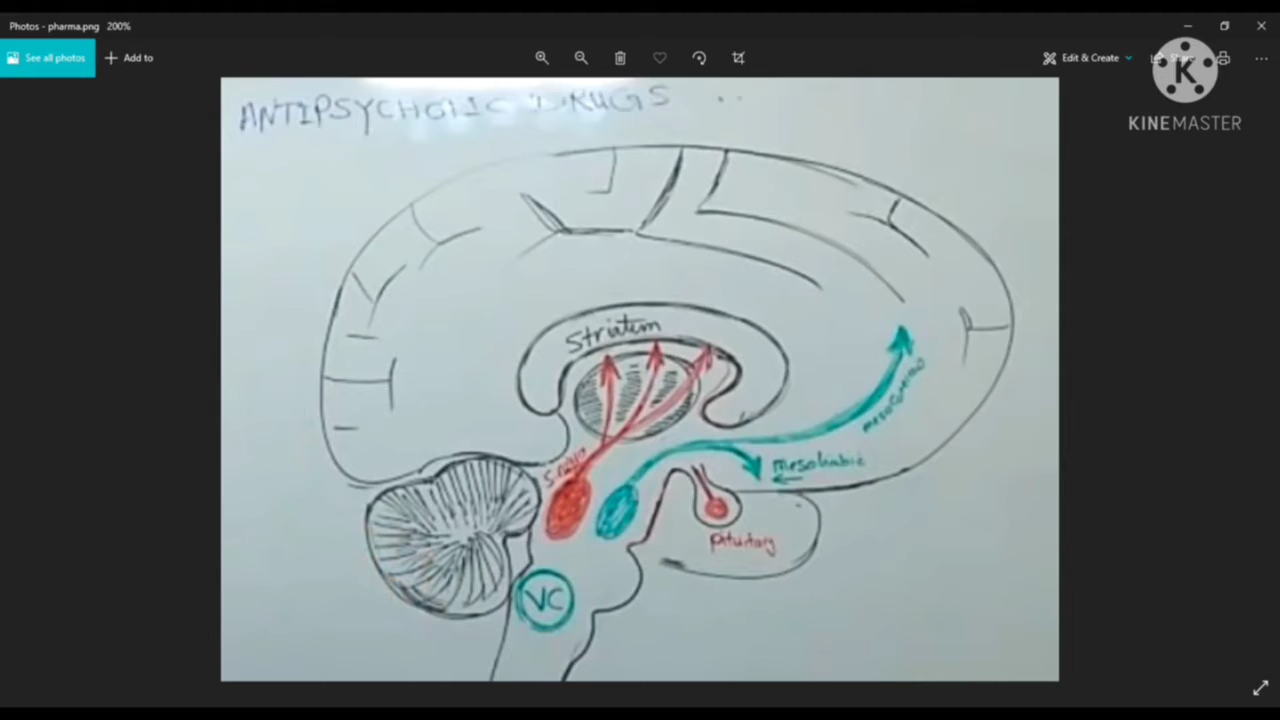 Photos - pharma.png 200%
See all photos
Add to
Edit & Create
K
KINEMASTER
ANTIPSYCHOTIC DRUGS
Striatum
mesolimbic
Pituitary
VC